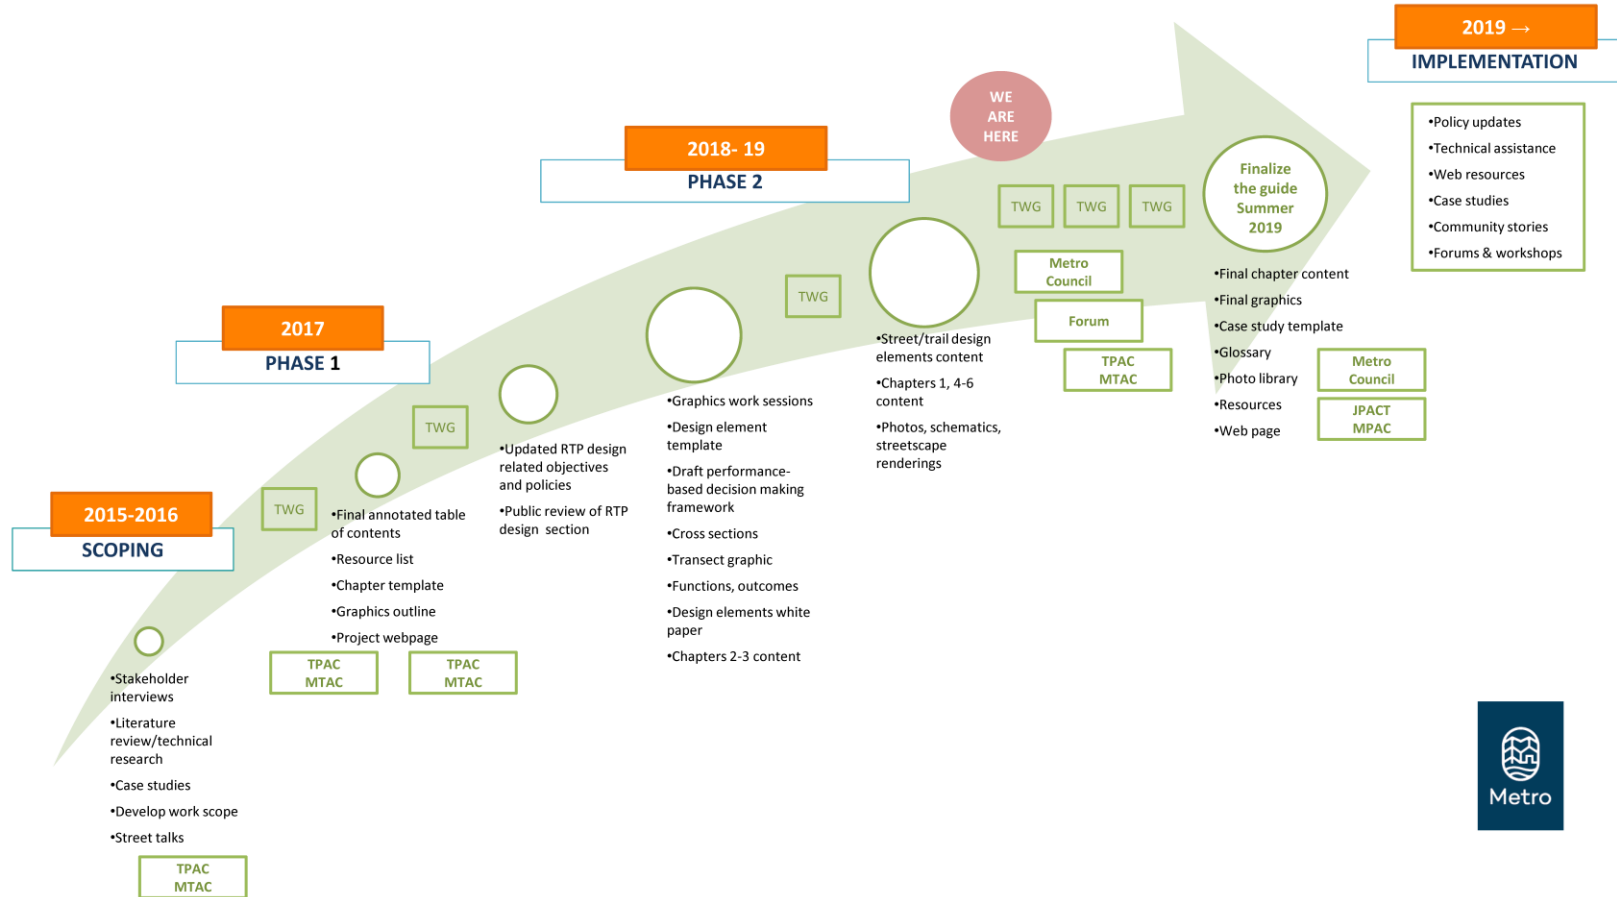 2015-2016
SCOPING
•Stakeholder
interviews
•Literature
review/technical
research
•Case studies
•Develop work scope
•Street talks
TPAC
MTAC
2017
PHASE 1
TWG
•Final annotated table
of contents
•Resource list
•Chapter template
•Graphics outline
•Project webpage
TPAC
MTAC
TPAC
MTAC
TWG
•Updated RTP design
related objectives
and policies
•Public review of RTP
design section
2018- 19
PHASE 2
•Graphics work sessions
•Design element
template
•Draft performance-
based decision making
framework
•Cross sections
•Transect graphic
•Functions, outcomes
•Design elements white
paper
•Chapters 2-3 content
TWG
•Street/trail design
elements content
•Chapters 1, 4-6
content
•Photos, schematics,
streetscape
renderings
WE
ARE
HERE
TWG
TWG
TWG
Metro
Council
Forum
TPAC
MTAC
Finalize
the guide
Summer
2019
•Final chapter content
•Final graphics
•Case study template
•Glossary
•Photo library
•Resources
•Web page
Metro
Council
JPACT
MPAC
2019 →
IMPLEMENTATION
•Policy updates
•Technical assistance
•Web resources
•Case studies
•Community stories
•Forums & workshops
Metro